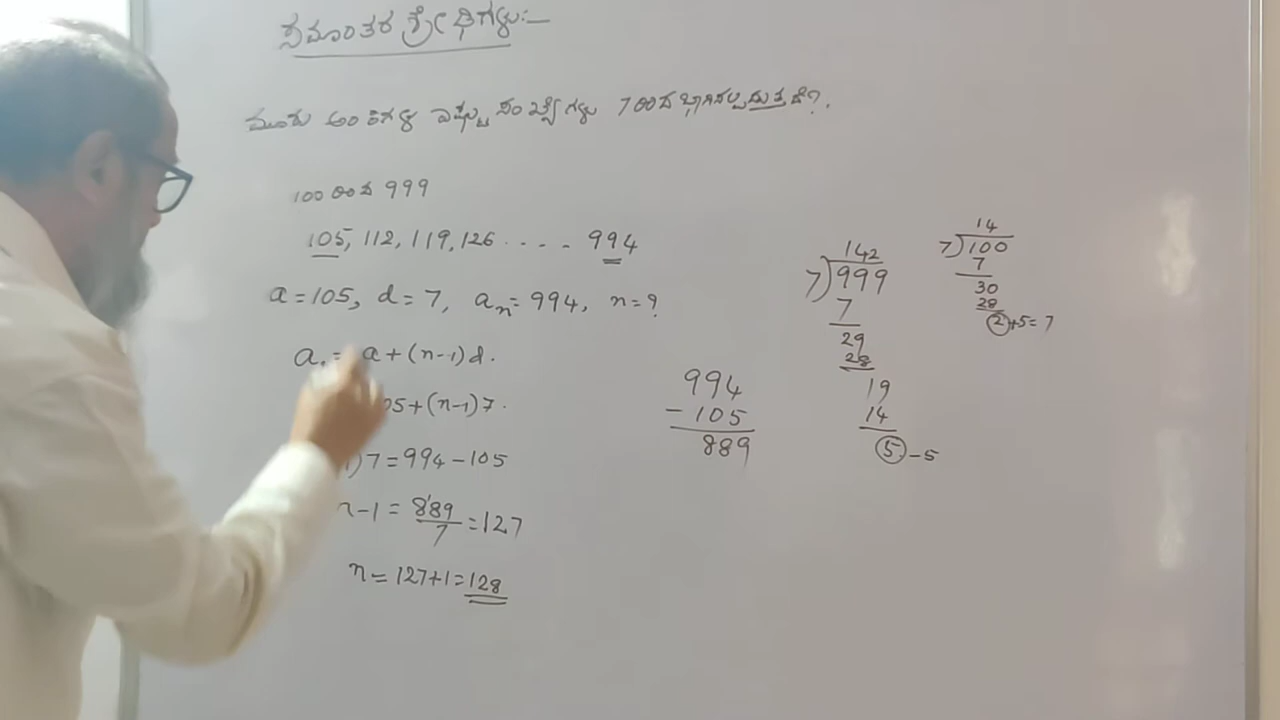 ಸಮಾಂತರ ಶ್ರೇಢಿಗಳು:-
ಮೂರು ಅಂಕಿಗಳ ಎಷ್ಟು ಸಂಖ್ಯೆಗಳು 7ರಿಂದ ಭಾಗಿಸಲ್ಪಡುತ್ತದೆ?.
100 ರಿಂದ 999
105, 112, 119, 126 . . . . 994
a = 105, d = 7, an = 994, n = ?
a = a + (n-1) d.
05 + (n-1) 7.
) 7 = 994 - 105
n - 1 = 889/7 = 127
n = 127 + 1 = 128
994
- 105
889
142
7)999
7
29
28
19
14
5 - 5
14
7)100
7
30
28
2 + 5 = 7